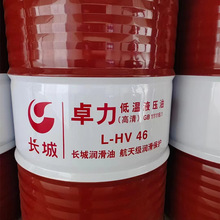 长城
卓力 低温液压油
(高清) GB 11118.1
L-HV 46
长城润滑油 航天级润滑保护